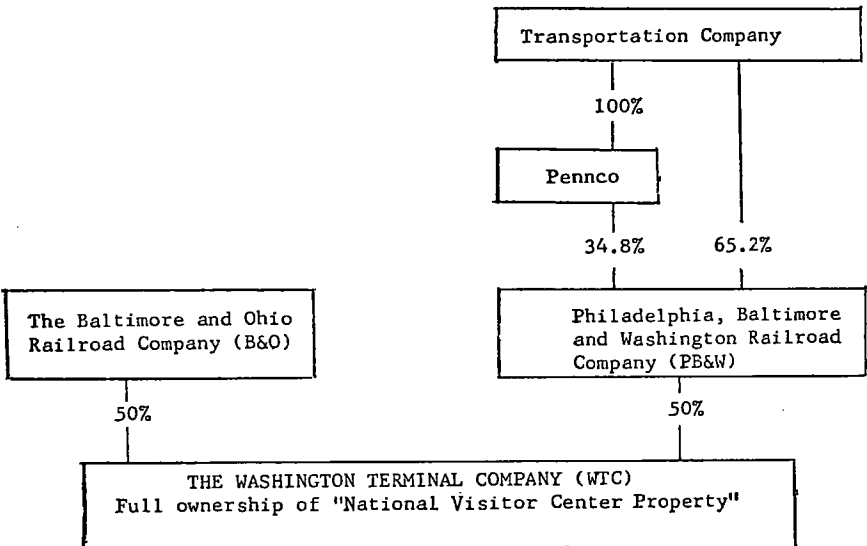 Transportation Company
100%
Pennco
34.8%
65.2%
The Baltimore and Ohio
Railroad Company (B&O)
Philadelphia, Baltimore
and Washington Railroad
Company (PB&W)
50%
50%
THE WASHINGTON TERMINAL COMPANY (WTC)
Full ownership of "National Visitor Center Property"